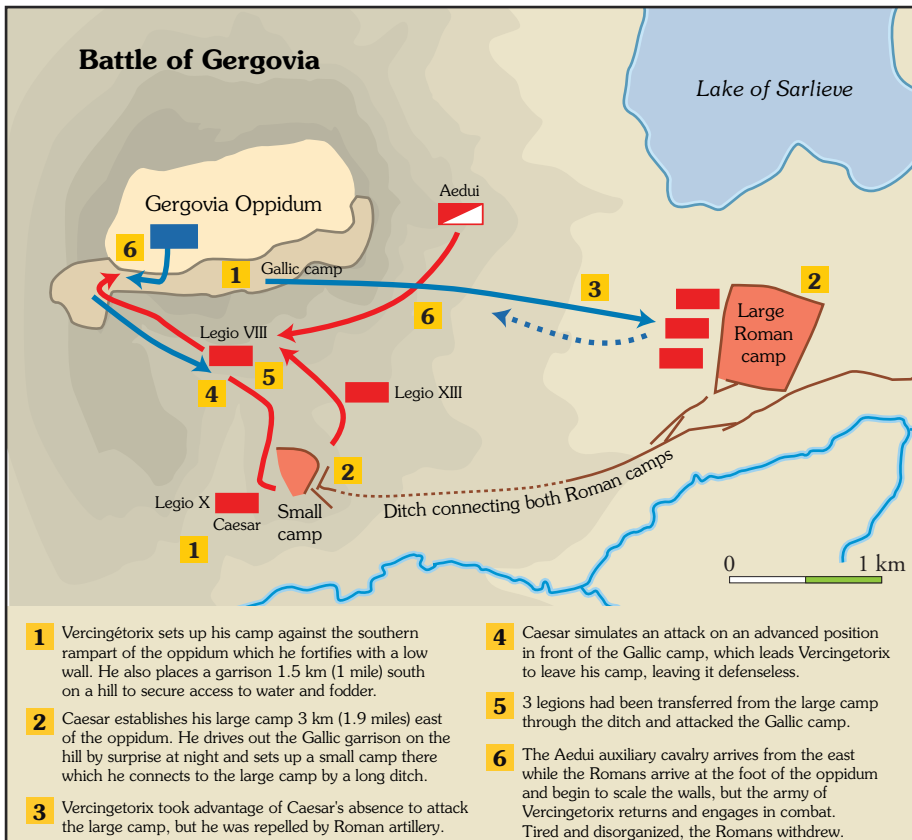 Battle of Gergovia
Lake of Sarlieve
Aedui
Gergovia Oppidum
6
1
Gallic camp
3
2
6
Large
Roman
camp
Legio VIII
5
4
Legio XIII
2
Legio X
Caesar
Small
camp
1
Ditch connecting both Roman camps
0 1 km
1 Vercingétorix sets up his camp against the southern
rampart of the oppidum which he fortifies with a low
wall. He also places a garrison 1.5 km (1 mile) south
on a hill to secure access to water and fodder.
2 Caesar establishes his large camp 3 km (1.9 miles) east
of the oppidum. He drives out the Gallic garrison on the
hill by surprise at night and sets up a small camp there
which he connects to the large camp by a long ditch.
3 Vercingetorix took advantage of Caesar's absence to attack
the large camp, but he was repelled by Roman artillery.
4 Caesar simulates an attack on an advanced position
in front of the Gallic camp, which leads Vercingetorix
to leave his camp, leaving it defenseless.
5 3 legions had been transferred from the large camp
through the ditch and attacked the Gallic camp.
6 The Aedui auxiliary cavalry arrives from the east
while the Romans arrive at the foot of the oppidum
and begin to scale the walls, but the army of
Vercingetorix returns and engages in combat.
Tired and disorganized, the Romans withdrew.